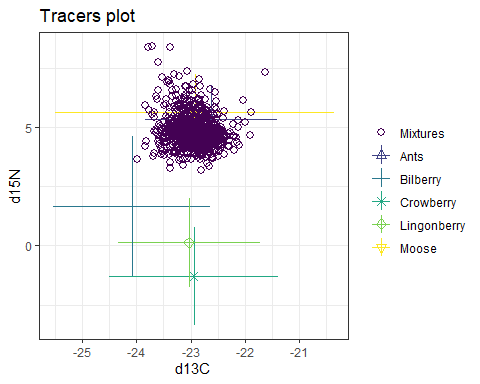 Tracers plot
d15N
5
0
-25
-24
-23
-22
-21
d13C
Mixtures
Ants
Bilberry
Crowberry
Lingonberry
Moose